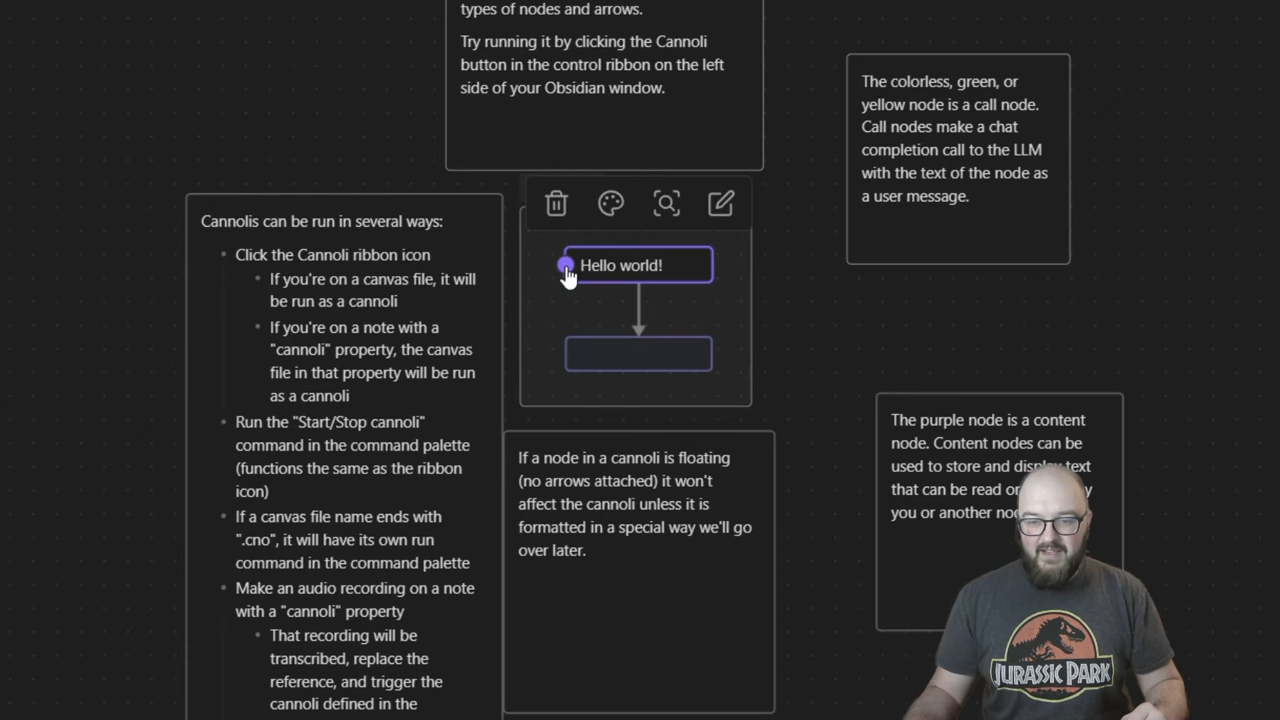 types of nodes and arrows.
Try running it by clicking the Cannoli
button in the control ribbon on the left
side of your Obsidian window.
The colorless, green, or
yellow node is a call node.
Call nodes make a chat
completion call to the LLM
with the text of the node as
a user message.
Cannolis can be run in several ways:
Click the Cannoli ribbon icon
If you're on a canvas file, it will
be run as a cannoli
If you're on a note with a
"cannoli" property, the canvas
file in that property will be run
as a cannoli
Run the "Start/Stop cannoli"
command in the command palette
(functions the same as the ribbon
icon)
If a canvas file name ends with
".cno", it will have its own run
command in the command palette
Make an audio recording on a note
with a "cannoli" property
That recording will be
transcribed, replace the
reference, and trigger the
cannoli defined in the
Hello world!
If a node in a cannoli is floating
(no arrows attached) it won't
affect the cannoli unless it is
formatted in a special way we'll go
over later.
The purple node is a content
node. Content nodes can be
used to store and display text
that can be read or
you or another
JURASSIC PARK